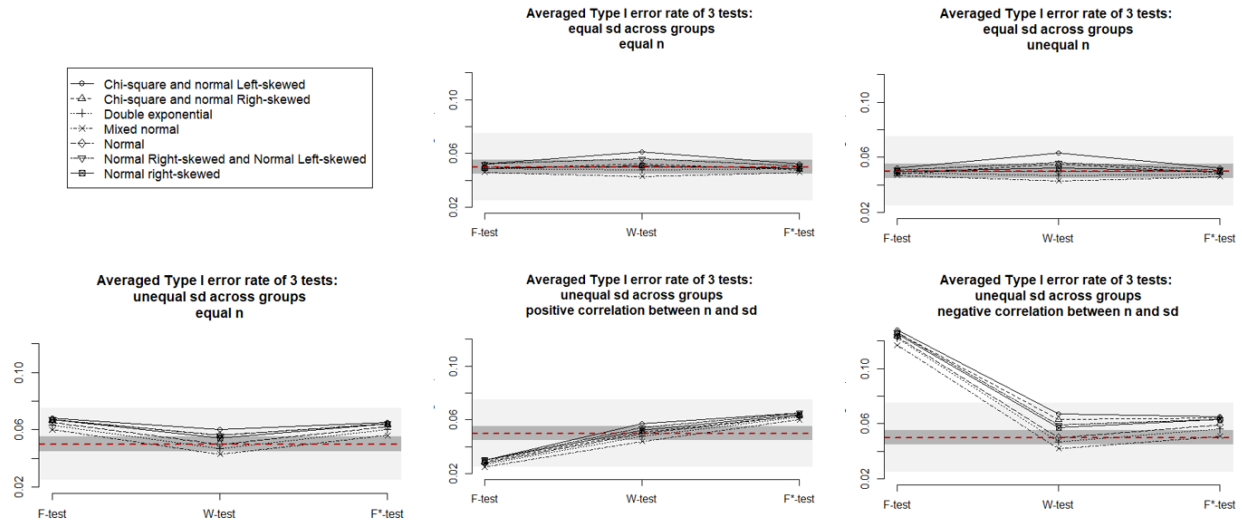 Averaged Type I error rate of 3 tests:
equal sd across groups
equal n
Averaged Type I error rate of 3 tests:
equal sd across groups
unequal n
Chi-square and normal Left-skewed
Chi-square and normal Righ-skewed
Double exponential
Mixed normal
Normal
Normal Right-skewed and Normal Left-skewed
Normal right-skewed
0.10
0.06
0.02
F-test
W-test
F*-test
0.10
0.06
0.02
F-test
W-test
F*-test
Averaged Type I error rate of 3 tests:
unequal sd across groups
equal n
Averaged Type I error rate of 3 tests:
unequal sd across groups
positive correlation between n and sd
Averaged Type I error rate of 3 tests:
unequal sd across groups
negative correlation between n and sd
0.10
0.06
0.02
F-test
W-test
F*-test
0.10
0.06
0.02
F-test
W-test
F*-test
0.10
0.06
0.02
F-test
W-test
F*-test